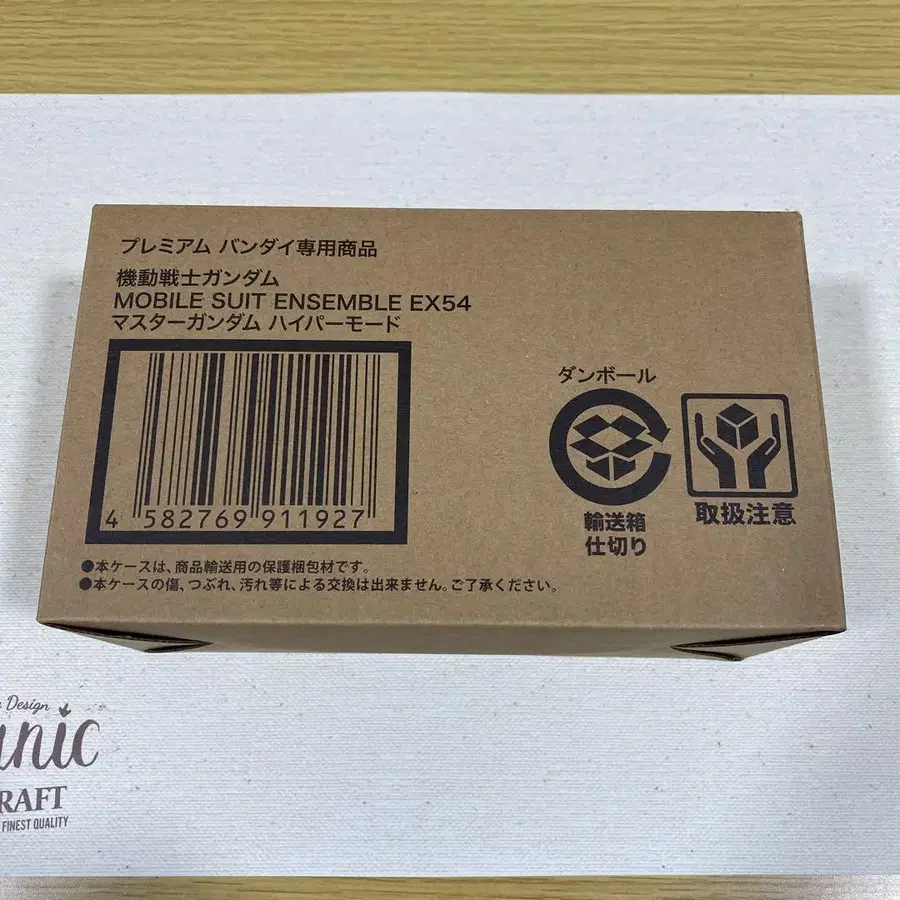 プレミアム バンダイ専用商品
機動戦士ガンダム
MOBILE SUIT ENSEMBLE EX54
マスターガンダム ハイパーモード
4 582769 911927
ダンボール
輸送箱
仕切り
取扱注意
●本ケースは、商品輸送用の保護梱包材です。
●本ケースの傷、つぶれ、汚れ等による交換は出来ません。ご了承ください。
Design
FINEST QUALITY